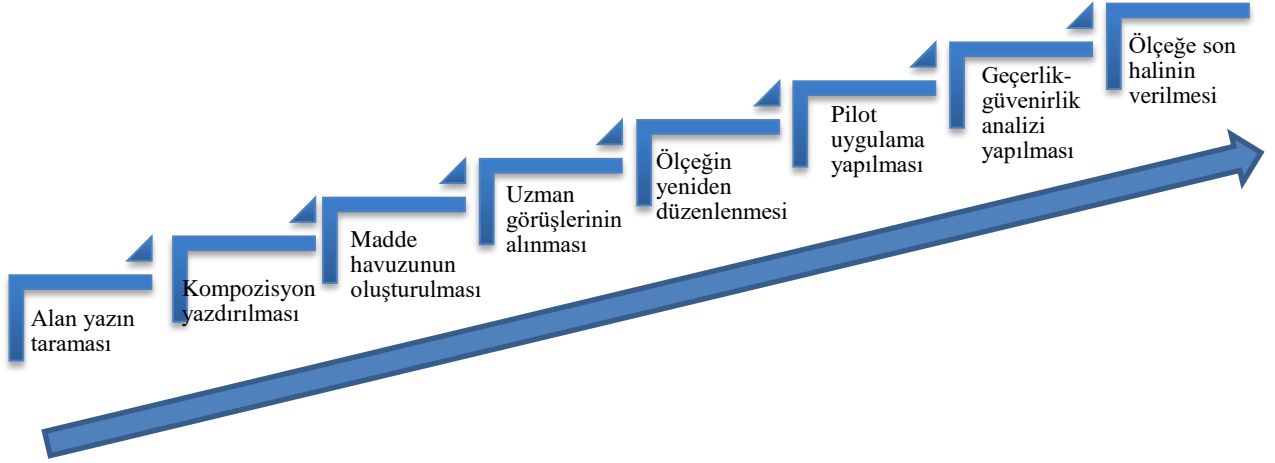 Alan yazın
taraması
Kompozisyon
yazdırılması
Madde
havuzunun
oluşturulması
Uzman
görüşlerinin
alınması
Ölçeğin
yeniden
düzenlenmesi
Pilot
uygulama
yapılması
Geçerlik-
güvenirlik
analizi
yapılması
Ölçeğe son
halinin
verilmesi